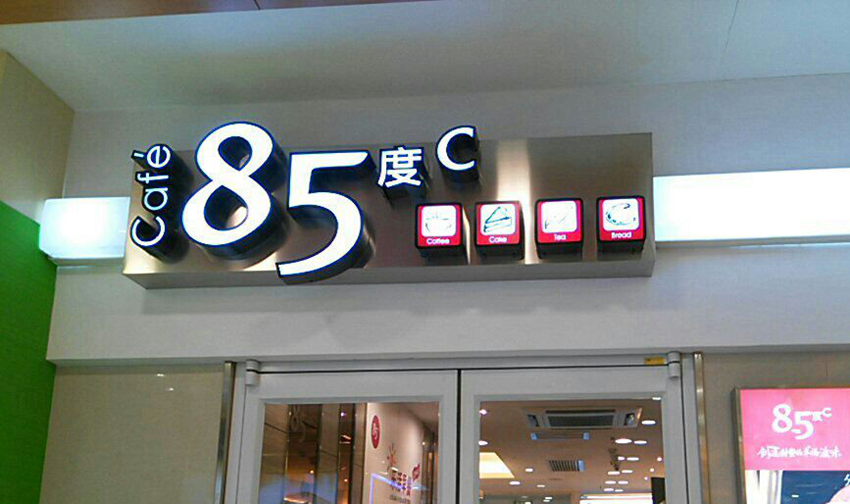 Café 85度C
Coffee Cake Tea Bread
85度C